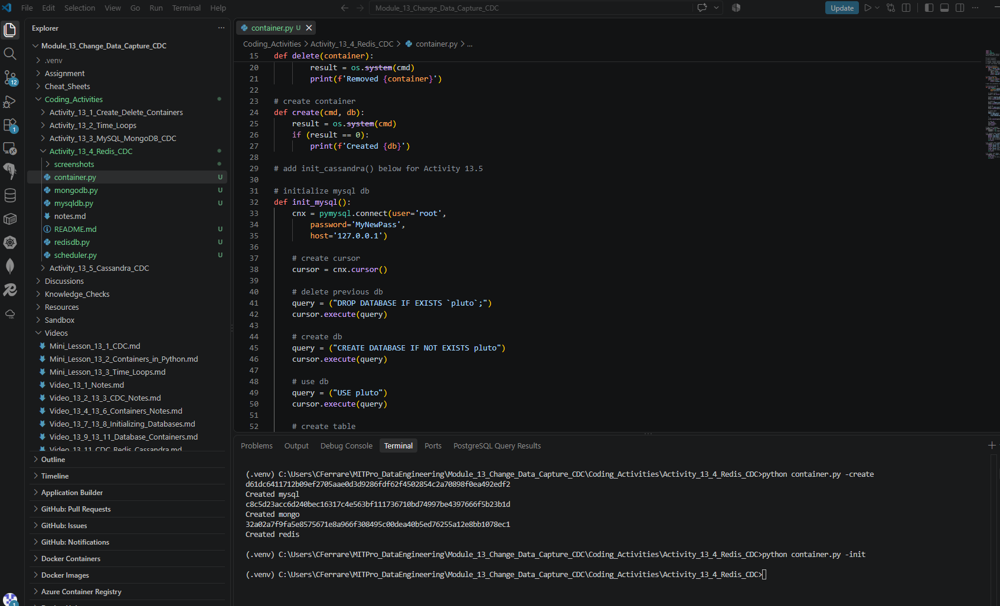 File Edit Selection View Go Run Terminal Help
Module_13_Change_Data_Capture_CDC
Update
Explorer
Module_13_Change_Data_Capture_CDC
.venv
Assignment
Cheat_Sheets
Coding_Activities
Activity_13_1_Create_Delete_Containers
Activity_13_2_Time_Loops
Activity_13_3_MySQL_MongoDB_CDC
Activity_13_4_Redis_CDC
screenshots
container.py U
mongodb.py U
mysqldb.py U
notes.md
README.md U
redisdb.py U
scheduler.py U
Activity_13_5_Cassandra_CDC
Discussions
Knowledge_Checks
Resources
Sandbox
Videos
Mini_Lesson_13_1_CDC.md
Mini_Lesson_13_2_Containers_in_Python.md
Mini_Lesson_13_3_Time_Loops.md
Video_13_1_Notes.md
Video_13_2_13_3_CDC_Notes.md
Video_13_4_13_6_Containers_Notes.md
Video_13_7_13_8_Initializing_Databases.md
Video_13_9_13_11_Database_Containers.md
Video_13_11_CDC_Redis_Cassandra.md
Outline
Timeline
Application Builder
GitHub: Pull Requests
GitHub: Issues
GitHub: Notifications
Docker Containers
Docker Images
Azure Container Registry
12
1
1
container.py U
Coding_Activities > Activity_13_4_Redis_CDC > container.py > ...
15 def delete(container):
20 result = os.system(cmd)
21 print(f'Removed {container}')
22
23 # create container
24 def create(cmd, db):
25 result = os.system(cmd)
26 if (result == 0):
27 print(f'Created {db}')
28
29 # add init_cassandra() below for Activity 13.5
30
31 # initialize mysql db
32 def init_mysql():
33 cnx = pymysql.connect(user='root',
34 password='MyNewPass',
35 host='127.0.0.1')
36
37 # create cursor
38 cursor = cnx.cursor()
39
40 # delete previous db
41 query = ("DROP DATABASE IF EXISTS `pluto`;")
42 cursor.execute(query)
43
44 # create db
45 query = ("CREATE DATABASE IF NOT EXISTS pluto")
46 cursor.execute(query)
47
48 # use db
49 query = ("USE pluto")
50 cursor.execute(query)
51
52 # create table
Problems Output Debug Console Terminal Ports PostgreSQL Query Results
(.venv) C:\Users\CFerrare\MITPro_DataEngineering\Module_13_Change_Data_Capture_CDC\Coding_Activities\Activity_13_4_Redis_CDC>python container.py -create
d61dc6411712b09ef2705aae0d3d9286fdf62f4502854c2a70898f0ea492edf2
Created mysql
c8c5d23acc6d240bec16317c4e563bf111736710bd74997be4397666f5b23b1d
Created mongo
32a02a7f9fa5e8575671e8a966f308495c00dea40b5ed76255a12e8bb1078ec1
Created redis
(.venv) C:\Users\CFerrare\MITPro_DataEngineering\Module_13_Change_Data_Capture_CDC\Coding_Activities\Activity_13_4_Redis_CDC>python container.py -init
(.venv) C:\Users\CFerrare\MITPro_DataEngineering\Module_13_Change_Data_Capture_CDC\Coding_Activities\Activity_13_4_Redis_CDC>